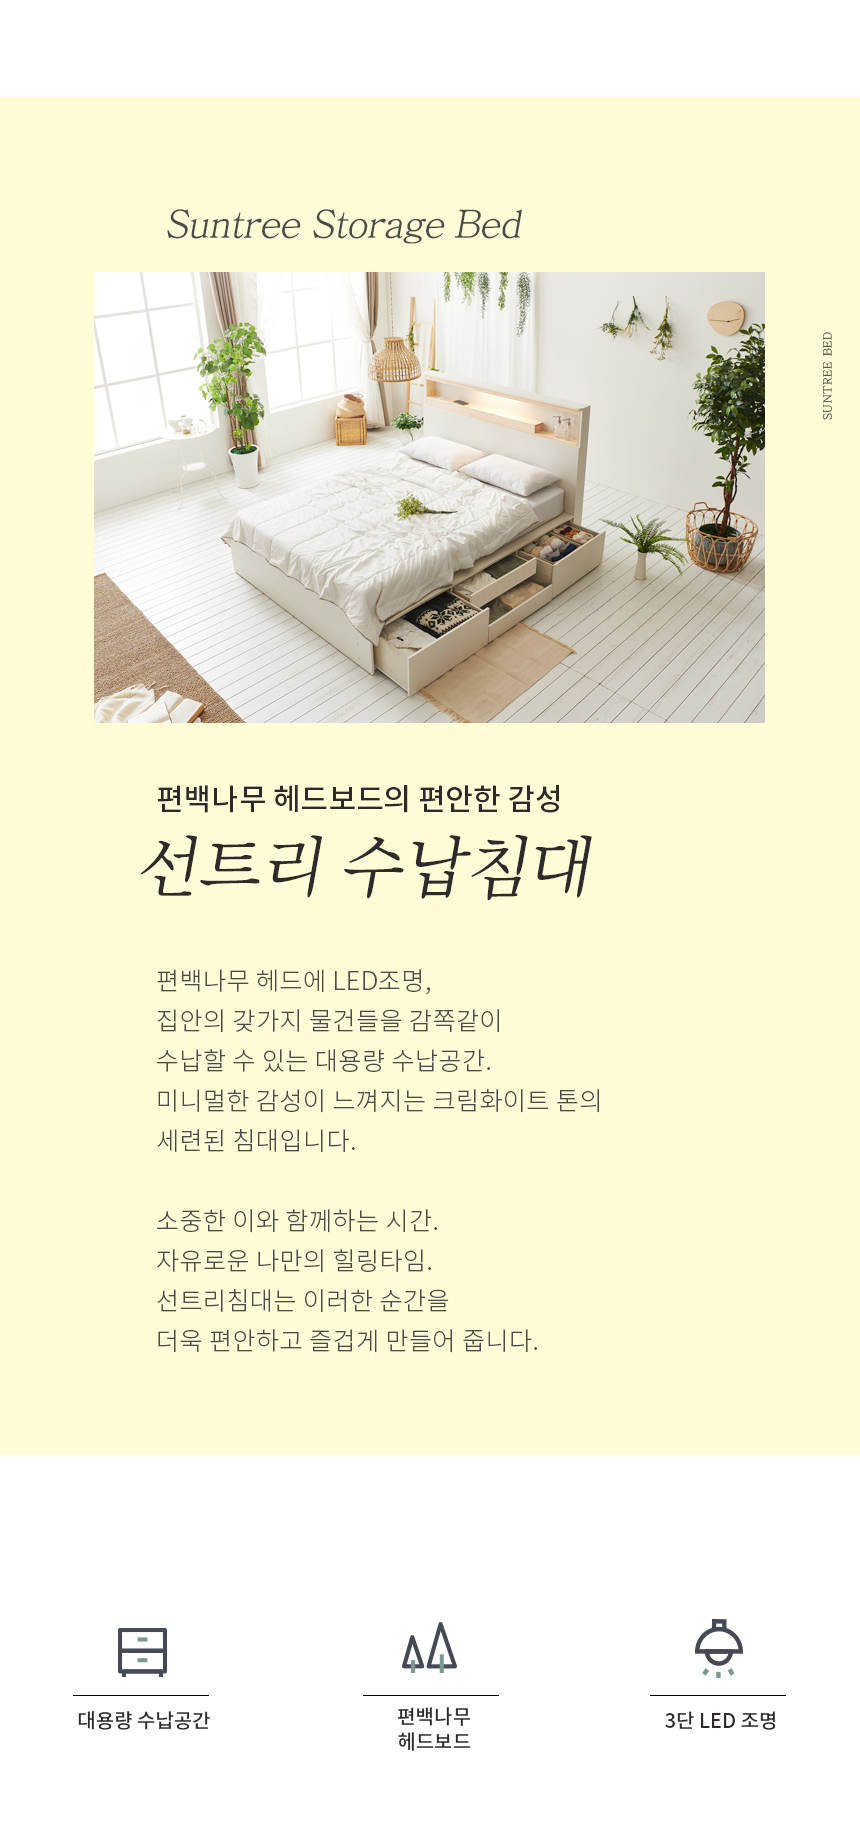 Suntree Storage Bed
SUNTREE BED
편백나무 헤드보드의 편안한 감성
선트리 수납침대
편백나무 헤드에 LED조명,
집안의 갖가지 물건들을 감쪽같이
수납할 수 있는 대용량 수납공간.
미니멀한 감성이 느껴지는 크림화이트 톤의
세련된 침대입니다.
소중한 이와 함께하는 시간.
자유로운 나만의 힐링타임.
선트리침대는 이러한 순간을
더욱 편안하고 즐겁게 만들어 줍니다.
대용량 수납공간
편백나무
헤드보드
3단 LED 조명